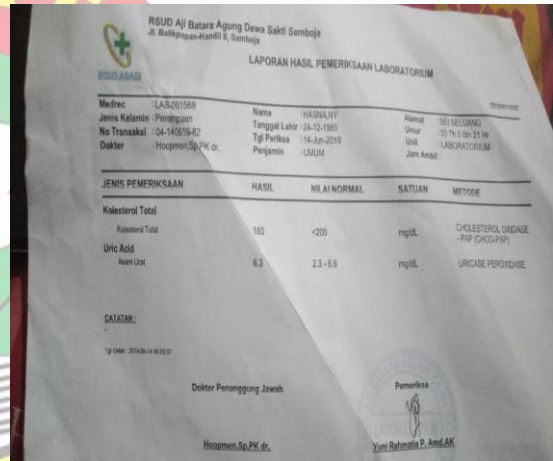 RSUD Aji Batara Agung Dewa Sakti Samboja
Jl. Balikpapan-Handil II, Samboja
RSUD ABADI
LAPORAN HASIL PEMERIKSAAN LABORATORIUM
Medrec : LAB-001569
Jenis Kelamin : Perempuan
No Transaksi : 04-140619-82
Dokter : Hoopmen,Sp,PK dr.
Nama : HASNA,NY
Tanggal Lahir : 24-12-1985
Tgl Periksa : 14-Jun-2019
Penjamin : UMUM
Alamat : SEI SELUANG
Umur : 33 Th 5 Bln 21 Hr
Unit : LABORATORIUM
Jam Ambil :
JENIS PEMERIKSAAN HASIL NILAI NORMAL SATUAN METODE
Kolesterol Total
Kolesterol Total 180 <200 mg/dL CHOLESTEROL OXIDASE
-PAP (CHOD-PAP)
Uric Acid
Asam Urat 6.3 2.3 - 6.6 mg/dL URICASE PEROXIDASE
CATATAN :
-
Tgl Cetak :
Dokter Penanggung Jawab
Pemeriksa
Hoopmen,Sp,PK dr.
Yuni Rahmatia P, Amd,AK